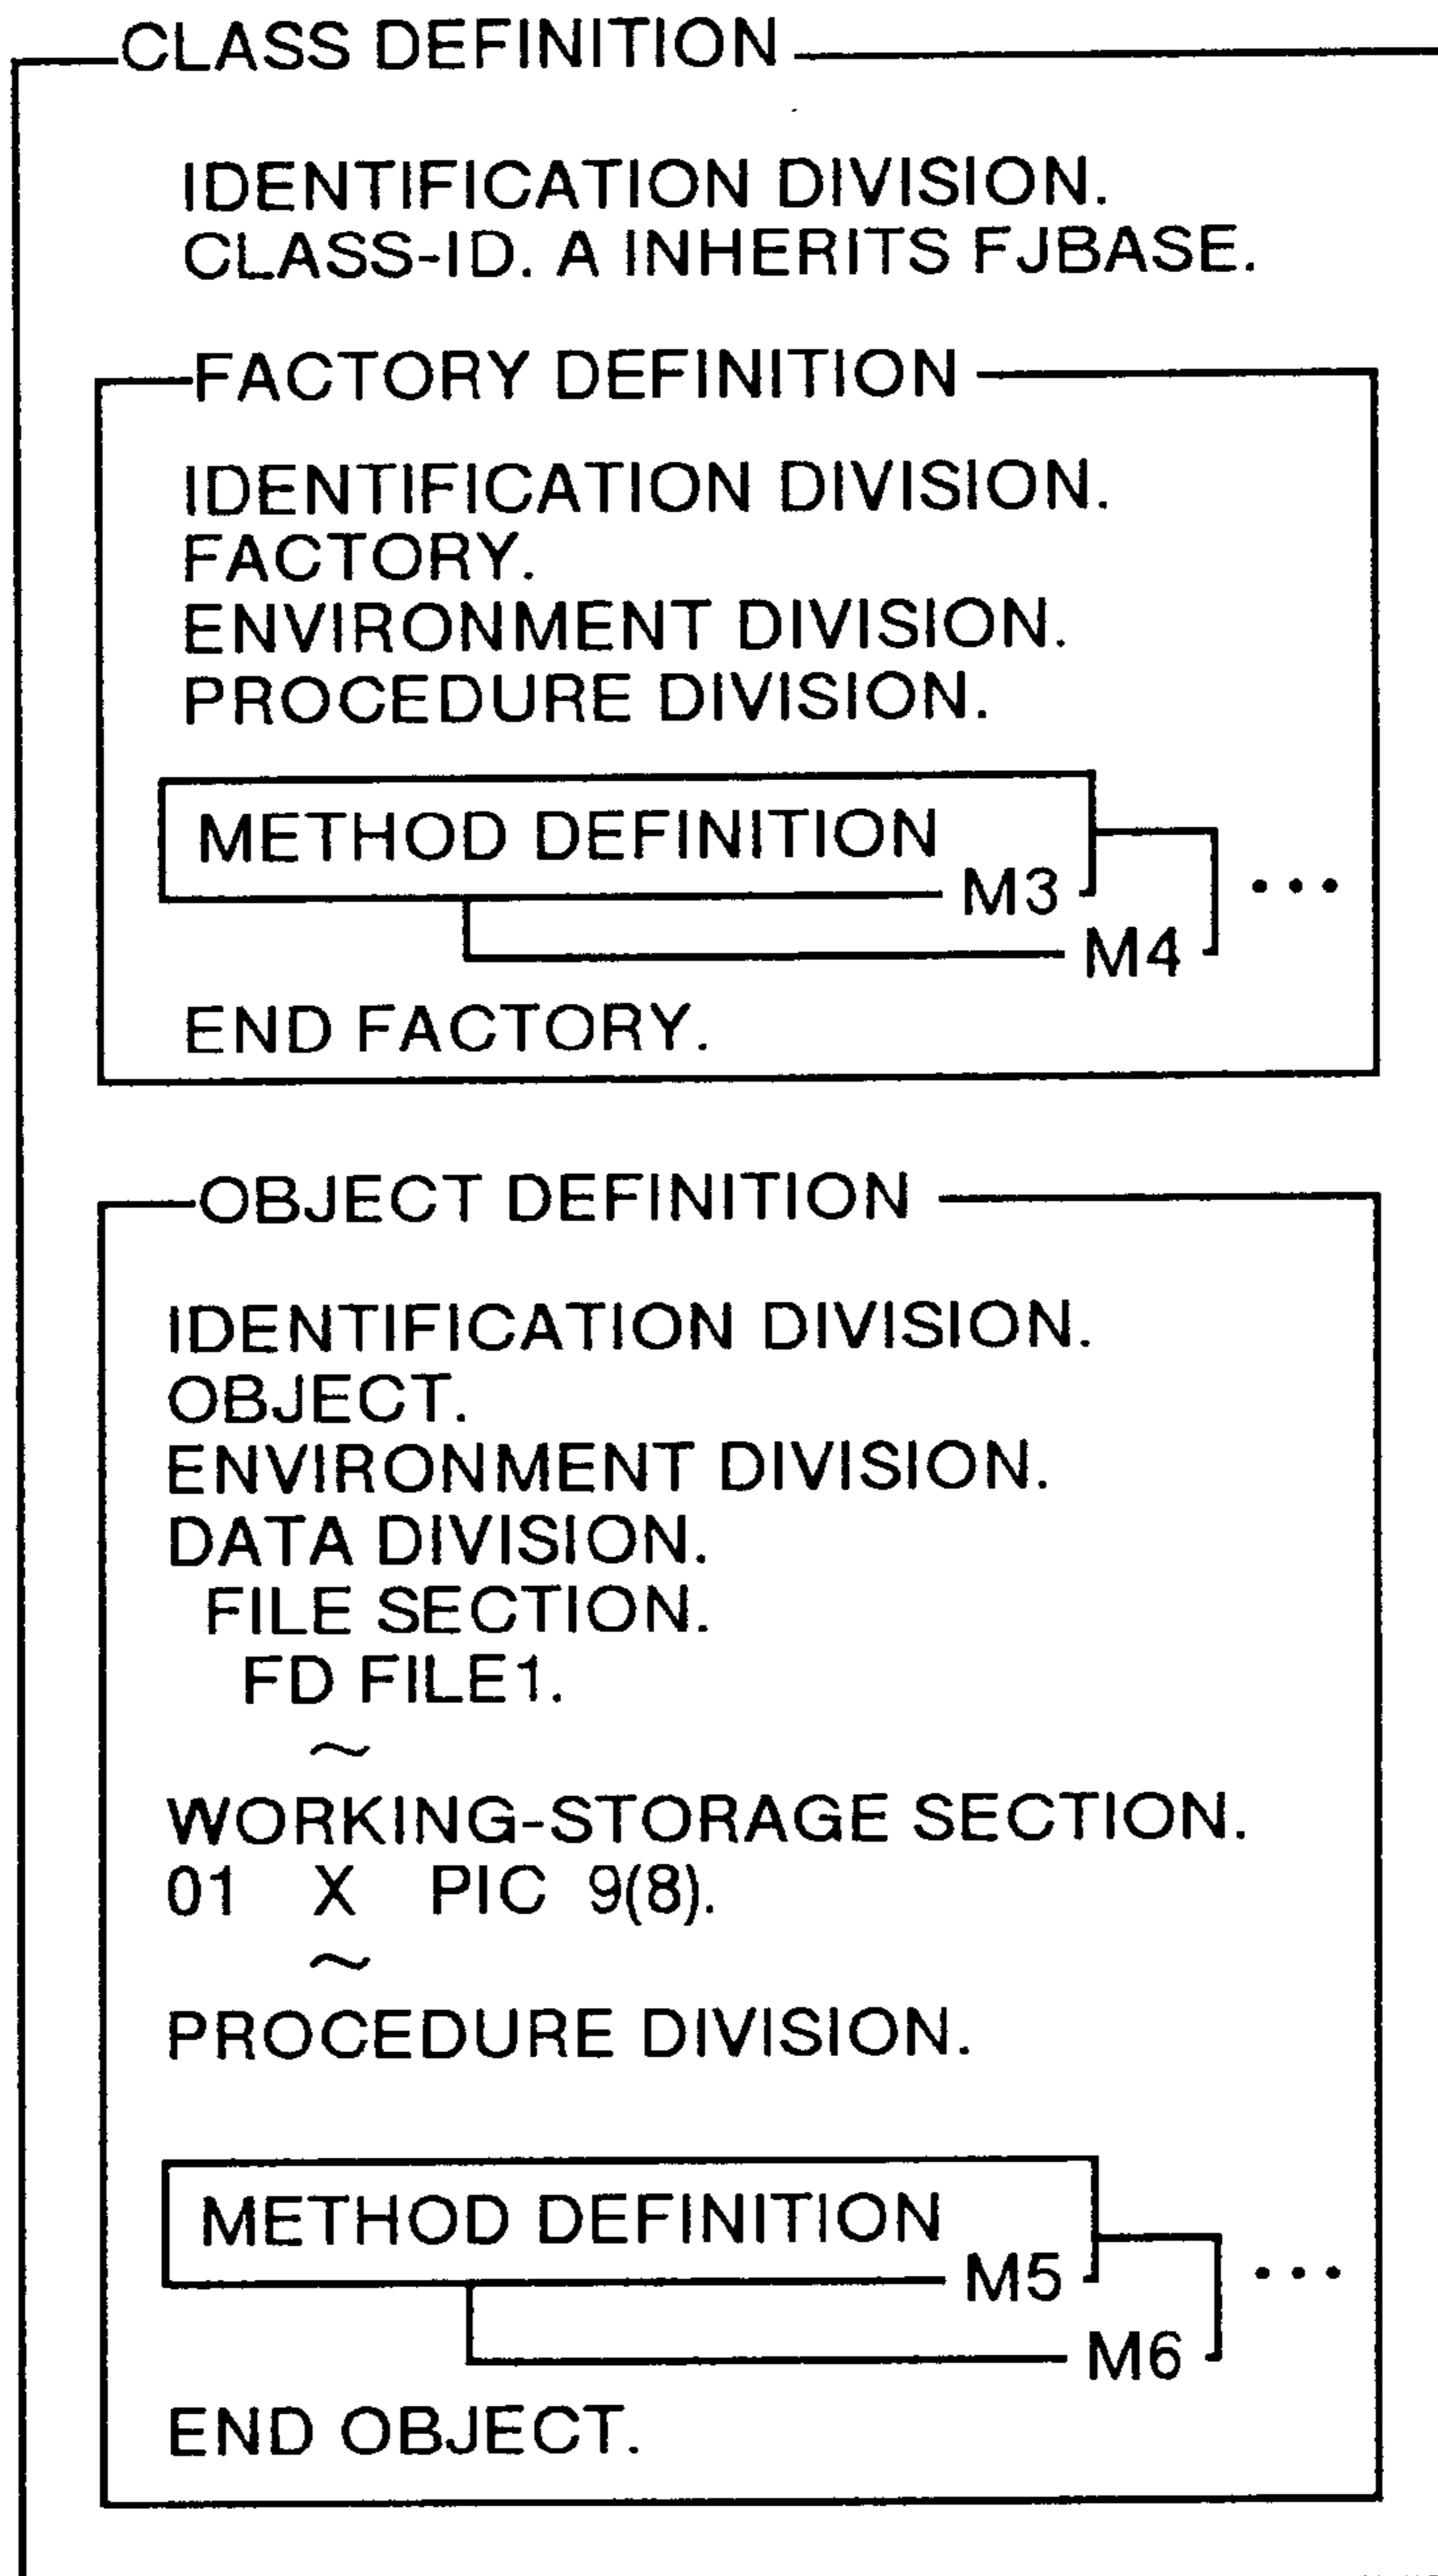 CLASS DEFINITION
IDENTIFICATION DIVISION.
CLASS-ID. A INHERITS FJBASE.
FACTORY DEFINITION
IDENTIFICATION DIVISION.
FACTORY.
ENVIRONMENT DIVISION.
PROCEDURE DIVISION.
METHOD DEFINITION
M3
...
M4
END FACTORY.
OBJECT DEFINITION
IDENTIFICATION DIVISION.
OBJECT.
ENVIRONMENT DIVISION.
DATA DIVISION.
FILE SECTION.
FD FILE1.
~
WORKING-STORAGE SECTION.
01 X PIC 9(8).
~
PROCEDURE DIVISION.
METHOD DEFINITION
M5
...
M6
END OBJECT.